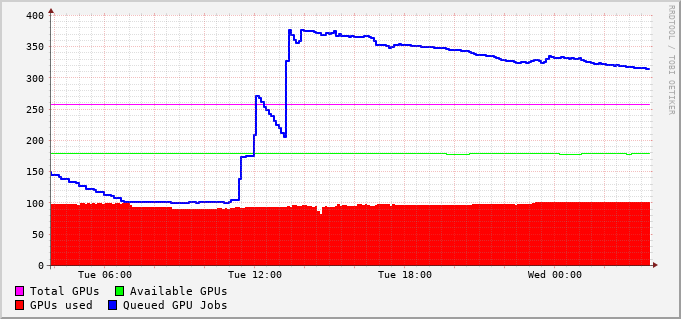 RRDTOOL / TOBI OETIKER
400
350
300
250
200
150
100
50
0
Tue 06:00 Tue 12:00 Tue 18:00 Wed 00:00
Total GPUs Available GPUs
GPUs used Queued GPU Jobs